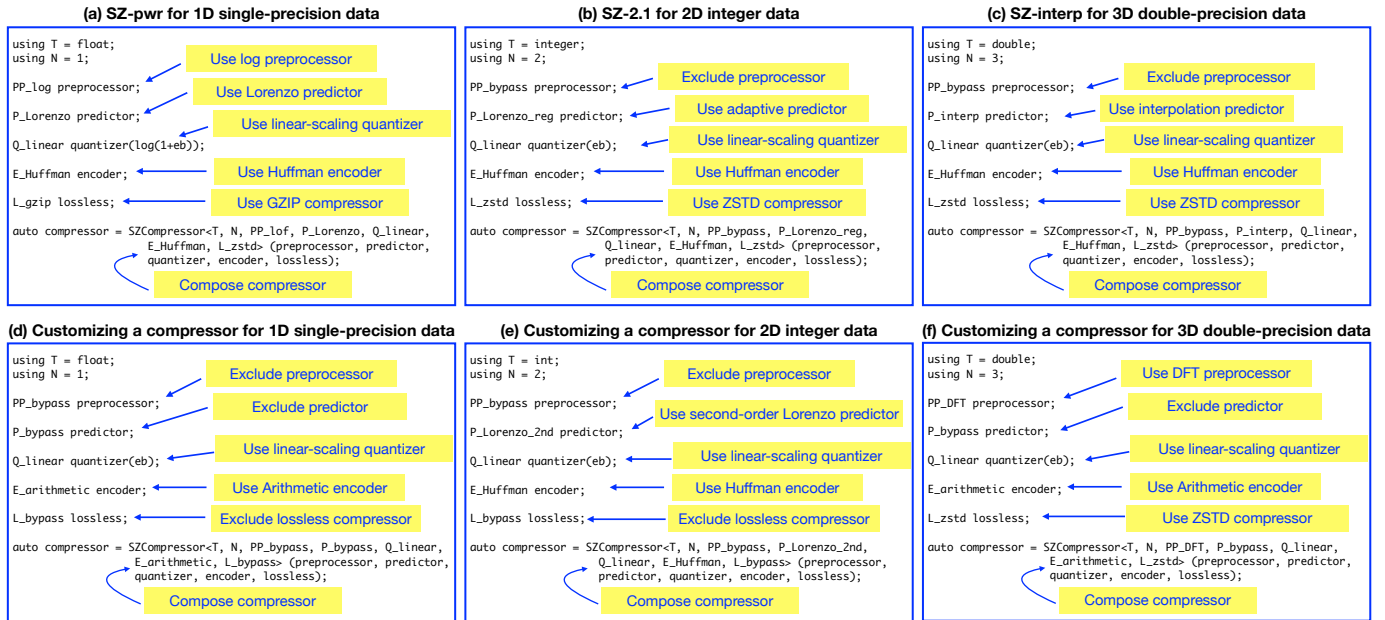 (a) SZ-pwr for 1D single-precision data
using T = float;
using N = 1;
Use log preprocessor
PP_log preprocessor;
Use Lorenzo predictor
P_Lorenzo predictor;
Use linear-scaling quantizer
Q_linear quantizer(log(1+eb));
E_Huffman encoder;
Use Huffman encoder
L_gzip lossless;
Use GZIP compressor
auto compressor = SZCompressor<T, N, PP_lof, P_Lorenzo, Q_linear,
E_Huffman, L_zstd> (preprocessor, predictor,
quantizer, encoder, lossless);
Compose compressor
(b) SZ-2.1 for 2D integer data
using T = integer;
using N = 2;
Exclude preprocessor
PP_bypass preprocessor;
Use adaptive predictor
P_Lorenzo_reg predictor;
Use linear-scaling quantizer
Q_linear quantizer(eb);
E_Huffman encoder;
Use Huffman encoder
L_zstd lossless;
Use ZSTD compressor
auto compressor = SZCompressor<T, N, PP_bypass, P_Lorenzo_reg,
Q_linear, E_Huffman, L_zstd> (preprocessor,
predictor, quantizer, encoder, lossless);
Compose compressor
(c) SZ-interp for 3D double-precision data
using T = double;
using N = 3;
Exclude preprocessor
PP_bypass preprocessor;
Use interpolation predictor
P_interp predictor;
Use linear-scaling quantizer
Q_linear quantizer(eb);
E_Huffman encoder;
Use Huffman encoder
L_zstd lossless;
Use ZSTD compressor
auto compressor = SZCompressor<T, N, PP_bypass, P_interp, Q_linear,
E_Huffman, L_zstd> (preprocessor, predictor,
quantizer, encoder, lossless);
Compose compressor
(d) Customizing a compressor for 1D single-precision data
using T = float;
using N = 1;
Exclude preprocessor
PP_bypass preprocessor;
Exclude predictor
P_bypass predictor;
Use linear-scaling quantizer
Q_linear quantizer(eb);
E_arithmetic encoder;
Use Arithmetic encoder
L_bypass lossless;
Exclude lossless compressor
auto compressor = SZCompressor<T, N, PP_bypass, P_bypass, Q_linear,
E_arithmetic, L_bypass> (preprocessor, predictor,
quantizer, encoder, lossless);
Compose compressor
(e) Customizing a compressor for 2D integer data
using T = int;
using N = 2;
Exclude preprocessor
PP_bypass preprocessor;
Use second-order Lorenzo predictor
P_Lorenzo_2nd predictor;
Use linear-scaling quantizer
Q_linear quantizer(eb);
E_Huffman encoder;
Use Huffman encoder
L_bypass lossless;
Exclude lossless compressor
auto compressor = SZCompressor<T, N, PP_bypass, P_Lorenzo_2nd,
Q_linear, E_Huffman, L_bypass> (preprocessor,
predictor, quantizer, encoder, lossless);
Compose compressor
(f) Customizing a compressor for 3D double-precision data
using T = double;
using N = 3;
Use DFT preprocessor
PP_DFT preprocessor;
Exclude predictor
P_bypass predictor;
Use linear-scaling quantizer
Q_linear quantizer(eb);
E_arithmetic encoder;
Use Arithmetic encoder
L_zstd lossless;
Use ZSTD compressor
auto compressor = SZCompressor<T, N, PP_DFT, P_bypass, Q_linear,
E_arithmetic, L_zstd> (preprocessor, predictor,
quantizer, encoder, lossless);
Compose compressor